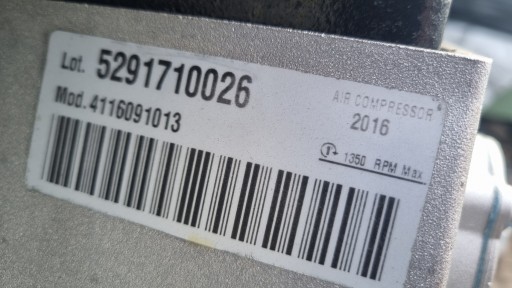 Lot. 5291710026
Mod. 4116091013
AIR COMPRESSOR
2016
1350 RPM Max